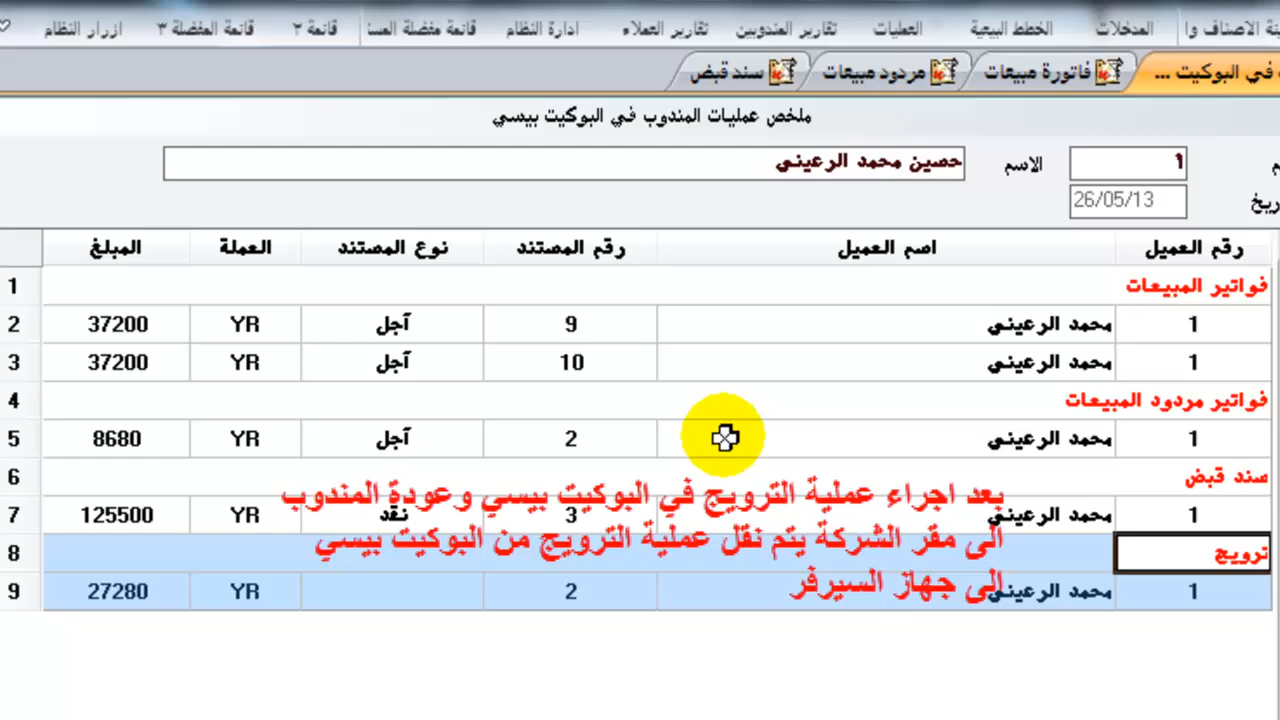 ينة الاصناف وا المدخلات الخطط البيعية العمليات تقارير المندوبين تقارير العملاء ادارة النظام قائمة مفضلة المبي قائمة ٢ قائمة المفضلة ٣ ازرار النظام
في البوكيت ... فاتورة مبيعات مردود مبيعات سند قبض
ملخص عمليات المندوب في البوكيت بيسي
1 الاسم حصين محمد الرعيني
ريخ 26/05/13
رقم العميل اسم العميل رقم المستند نوع المستند العملة المبلغ
1 فواتير المبيعات
2 1 محمد الرعيني 9 آجل YR 37200
3 1 محمد الرعيني 10 آجل YR 37200
4 فواتير مردود المبيعات
5 1 محمد الرعيني 2 آجل YR 8680
6 سند قبض
7 1 محمد الرعيني 3 نقد YR 125500
8 ترويج
9 1 محمد الرعيني 2 YR 27280
بعد اجراء عملية الترويج في البوكيت بيسي وعودة المندوب
الى مقر الشركة يتم نقل عملية الترويج من البوكيت بيسي
الى جهاز السيرفر